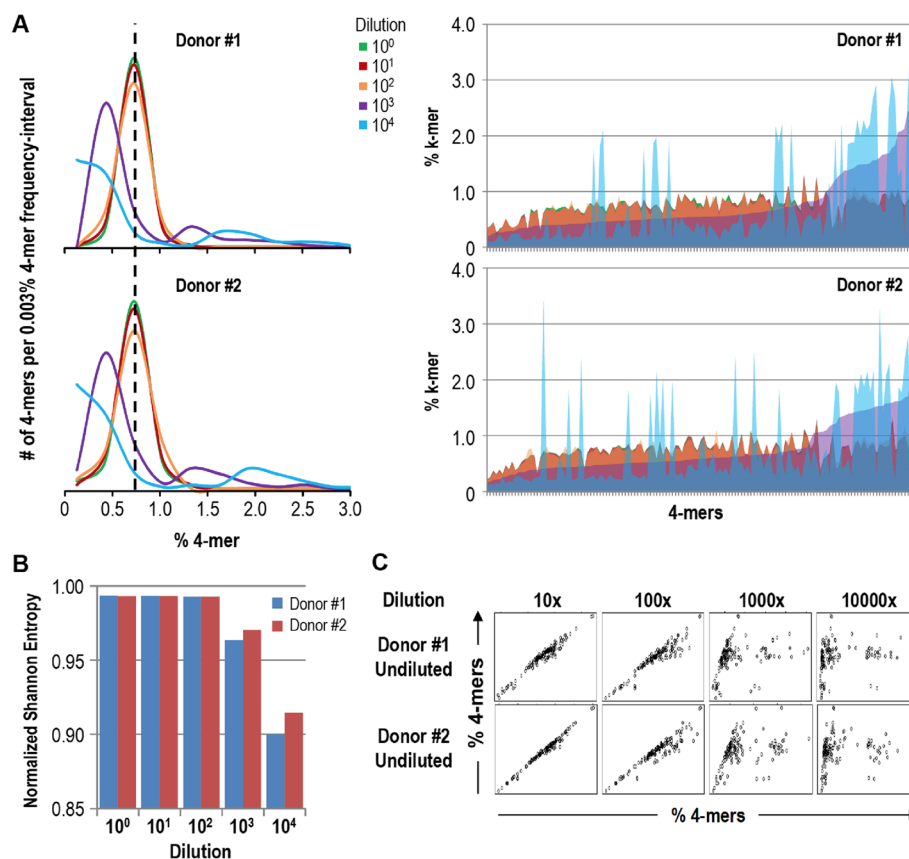 A
Donor #1
Dilution
10⁰
10¹
10²
10³
10⁴
# of 4-mers per 0.003% 4-mer frequency-interval
Donor #2
0 0.5 1.0 1.5 2.0 2.5 3.0
% 4-mer
Donor #1
4.0
3.0
2.0
1.0
0
% k-mer
Donor #2
4.0
3.0
2.0
1.0
0
% k-mer
4-mers
B
1.00
0.95
0.90
0.85
Normalized Shannon Entropy
Donor #1
Donor #2
10⁰ 10¹ 10² 10³ 10⁴
Dilution
C
Dilution 10x 100x 1000x 10000x
Donor #1
Undiluted
Donor #2
Undiluted
% 4-mers
% 4-mers